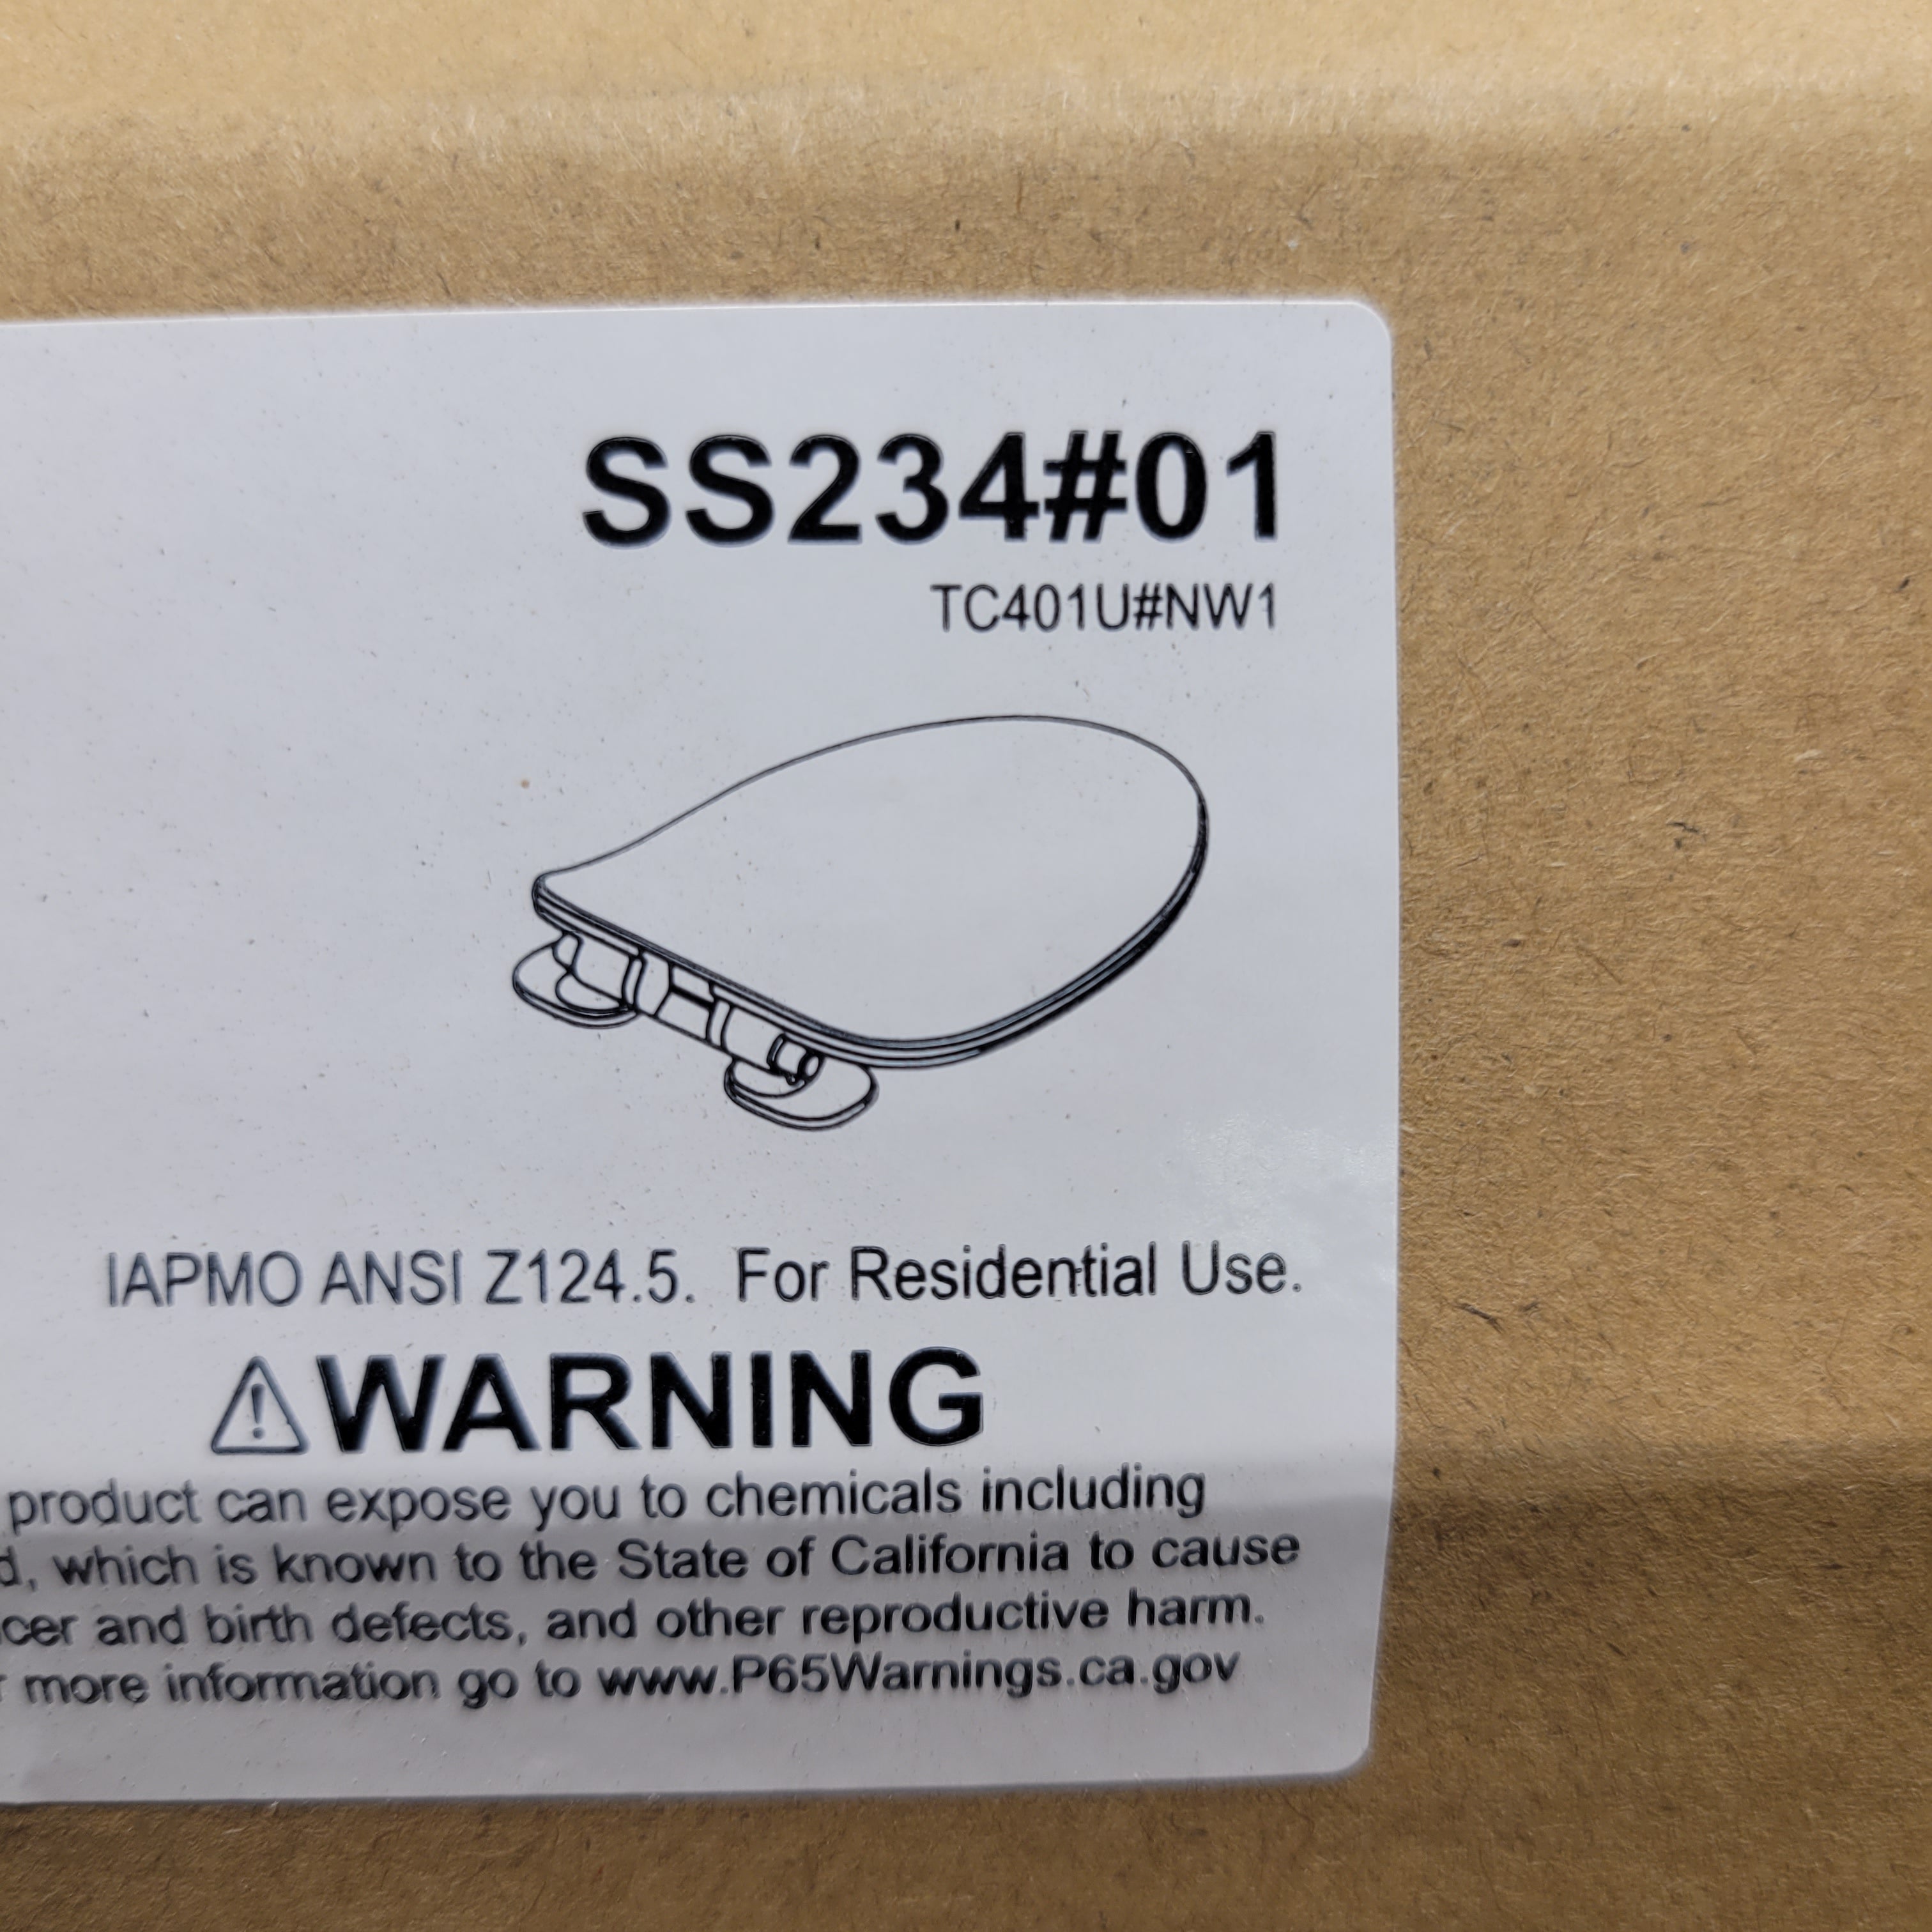 SS234#01
TC401U#NW1
IAPMO ANSI Z124.5. For Residential Use.
WARNING
product can expose you to chemicals including
d, which is known to the State of California to cause
cer and birth defects, and other reproductive harm.
r more information go to www.P65Warnings.ca.gov